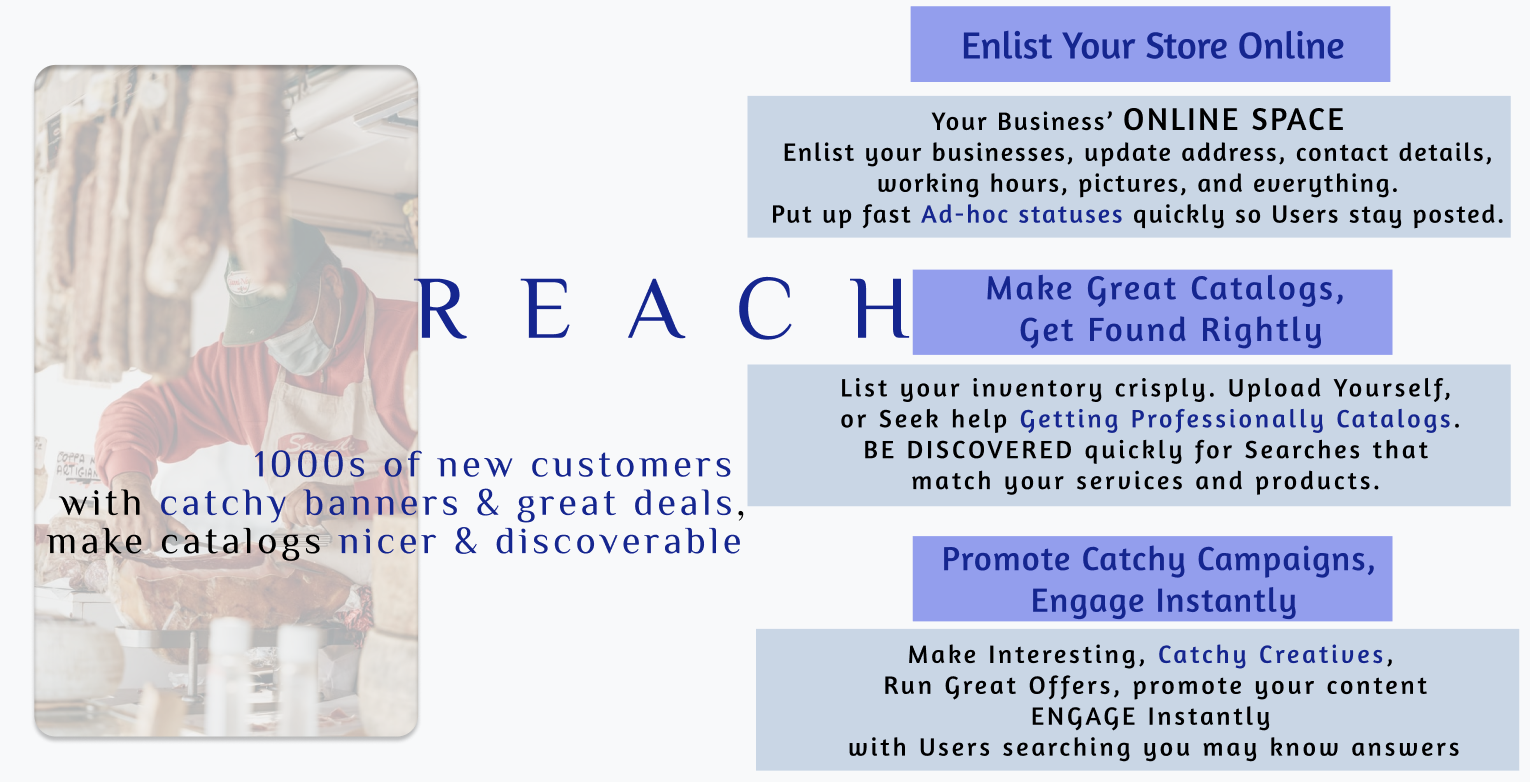 REACH
1000s of new customers
with catchy banners & great deals,
make catalogs nicer & discoverable
Enlist Your Store Online
Your Business’ ONLINE SPACE
Enlist your businesses, update address, contact details,
working hours, pictures, and everything.
Put up fast Ad-hoc statuses quickly so Users stay posted.
Make Great Catalogs,
Get Found Rightly
List your inventory crisply. Upload Yourself,
or Seek help Getting Professionally Catalogs.
BE DISCOVERED quickly for Searches that
match your services and products.
Promote Catchy Campaigns,
Engage Instantly
Make Interesting, Catchy Creatives,
Run Great Offers, promote your content
ENGAGE Instantly
with Users searching you may know answers